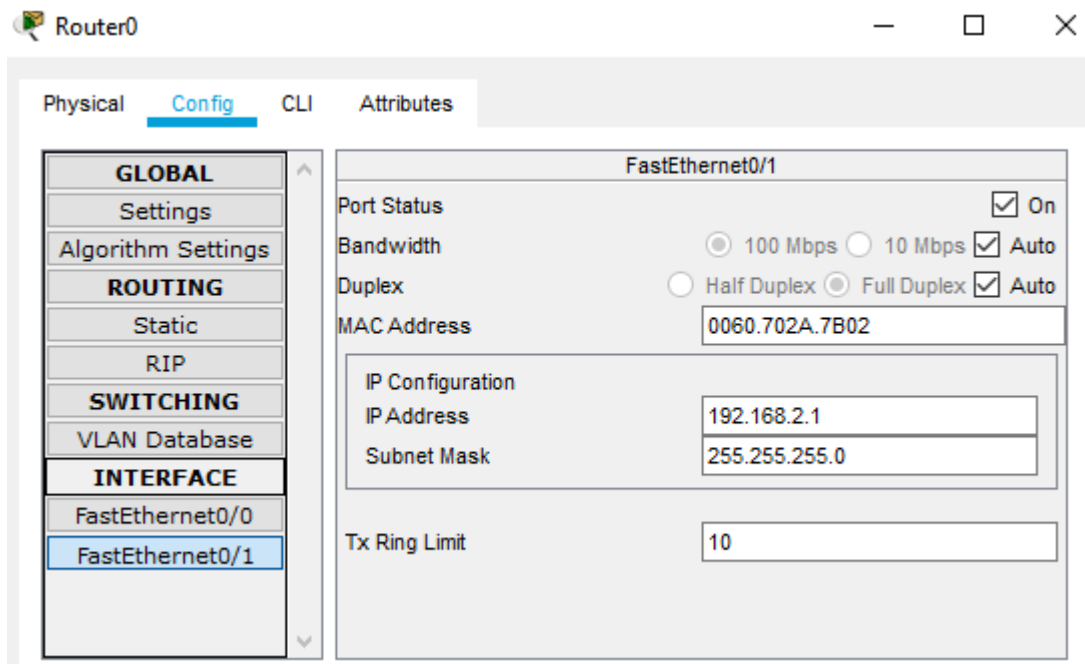 Router0
Physical Config CLI Attributes
GLOBAL
Settings
Algorithm Settings
ROUTING
Static
RIP
SWITCHING
VLAN Database
INTERFACE
FastEthernet0/0
FastEthernet0/1
FastEthernet0/1
Port Status On
Bandwidth 100 Mbps 10 Mbps Auto
Duplex Half Duplex Full Duplex Auto
MAC Address 0060.702A.7B02
IP Configuration
IP Address 192.168.2.1
Subnet Mask 255.255.255.0
Tx Ring Limit 10